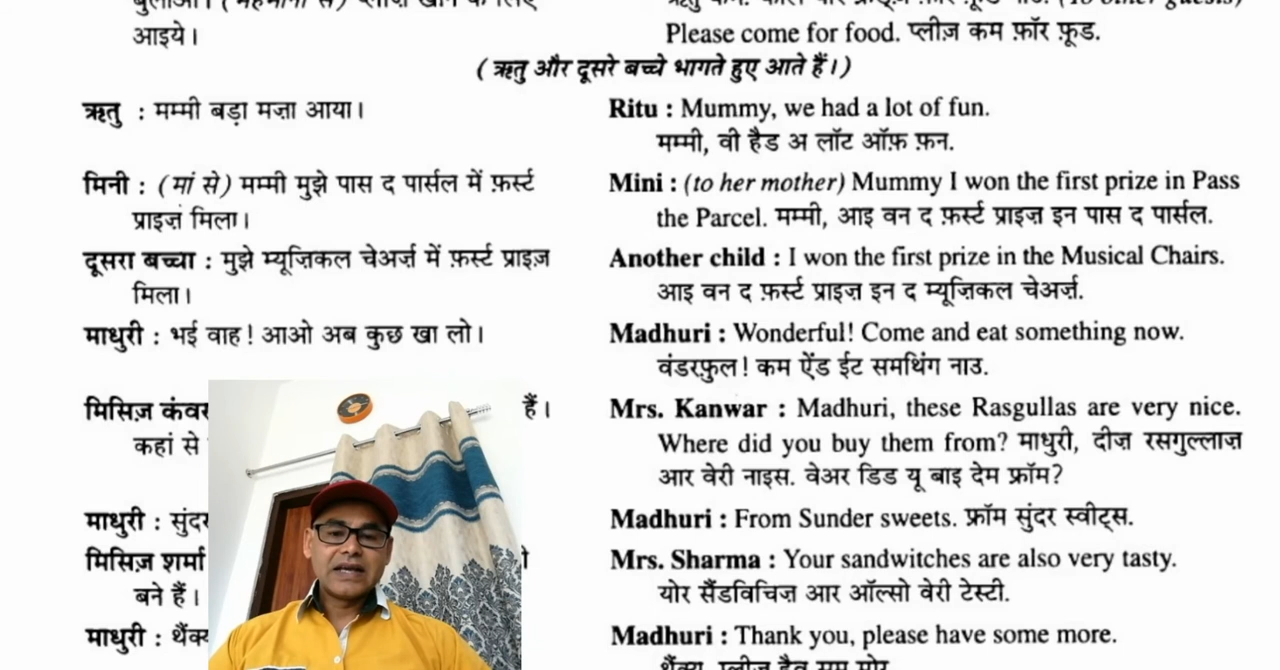 आइये।
Please come for food. प्लीज़ कम फ़ॉर फ़ूड.
(ऋतु और दूसरे बच्चे भागते हुए आते हैं।)
ऋतु : मम्मी बड़ा मज़ा आया।
मिनी : (मां से) मम्मी मुझे पास द पार्सल में फ़र्स्ट
प्राइज़ मिला।
दूसरा बच्चा : मुझे म्यूज़िकल चेअर्ज़ में फ़र्स्ट प्राइज़
मिला।
माधुरी : भई वाह! आओ अब कुछ खा लो।
मिसिज़ कंवर हैं।
कहां से
माधुरी : सुंदर
मिसिज़ शर्मा
बने हैं।
माधुरी :
Ritu : Mummy, we had a lot of fun.
मम्मी, वी हैड अ लॉट ऑफ़ फ़न.
Mini : (to her mother) Mummy I won the first prize in Pass
the Parcel. मम्मी, आइ वन द फ़र्स्ट प्राइज़ इन पास द पार्सल.
Another child : I won the first prize in the Musical Chairs.
आइ वन द फ़र्स्ट प्राइज़ इन द म्यूज़िकल चेअर्ज़.
Madhuri : Wonderful! Come and eat something now.
वंडरफ़ुल! कम ऐंड ईट समथिंग नाउ.
Mrs. Kanwar : Madhuri, these Rasgullas are very nice.
Where did you buy them from? माधुरी, दीज़ रसगुल्लाज़
आर वेरी नाइस. वेअर डिड यू बाइ देम फ्रॉम?
Madhuri : From Sunder sweets. फ्रॉम सुंदर स्वीट्स.
Mrs. Sharma : Your sandwitches are also very tasty.
योर सैंडविचिज़ आर ऑल्सो वेरी टेस्टी.
Madhuri : Thank you, please have some more.